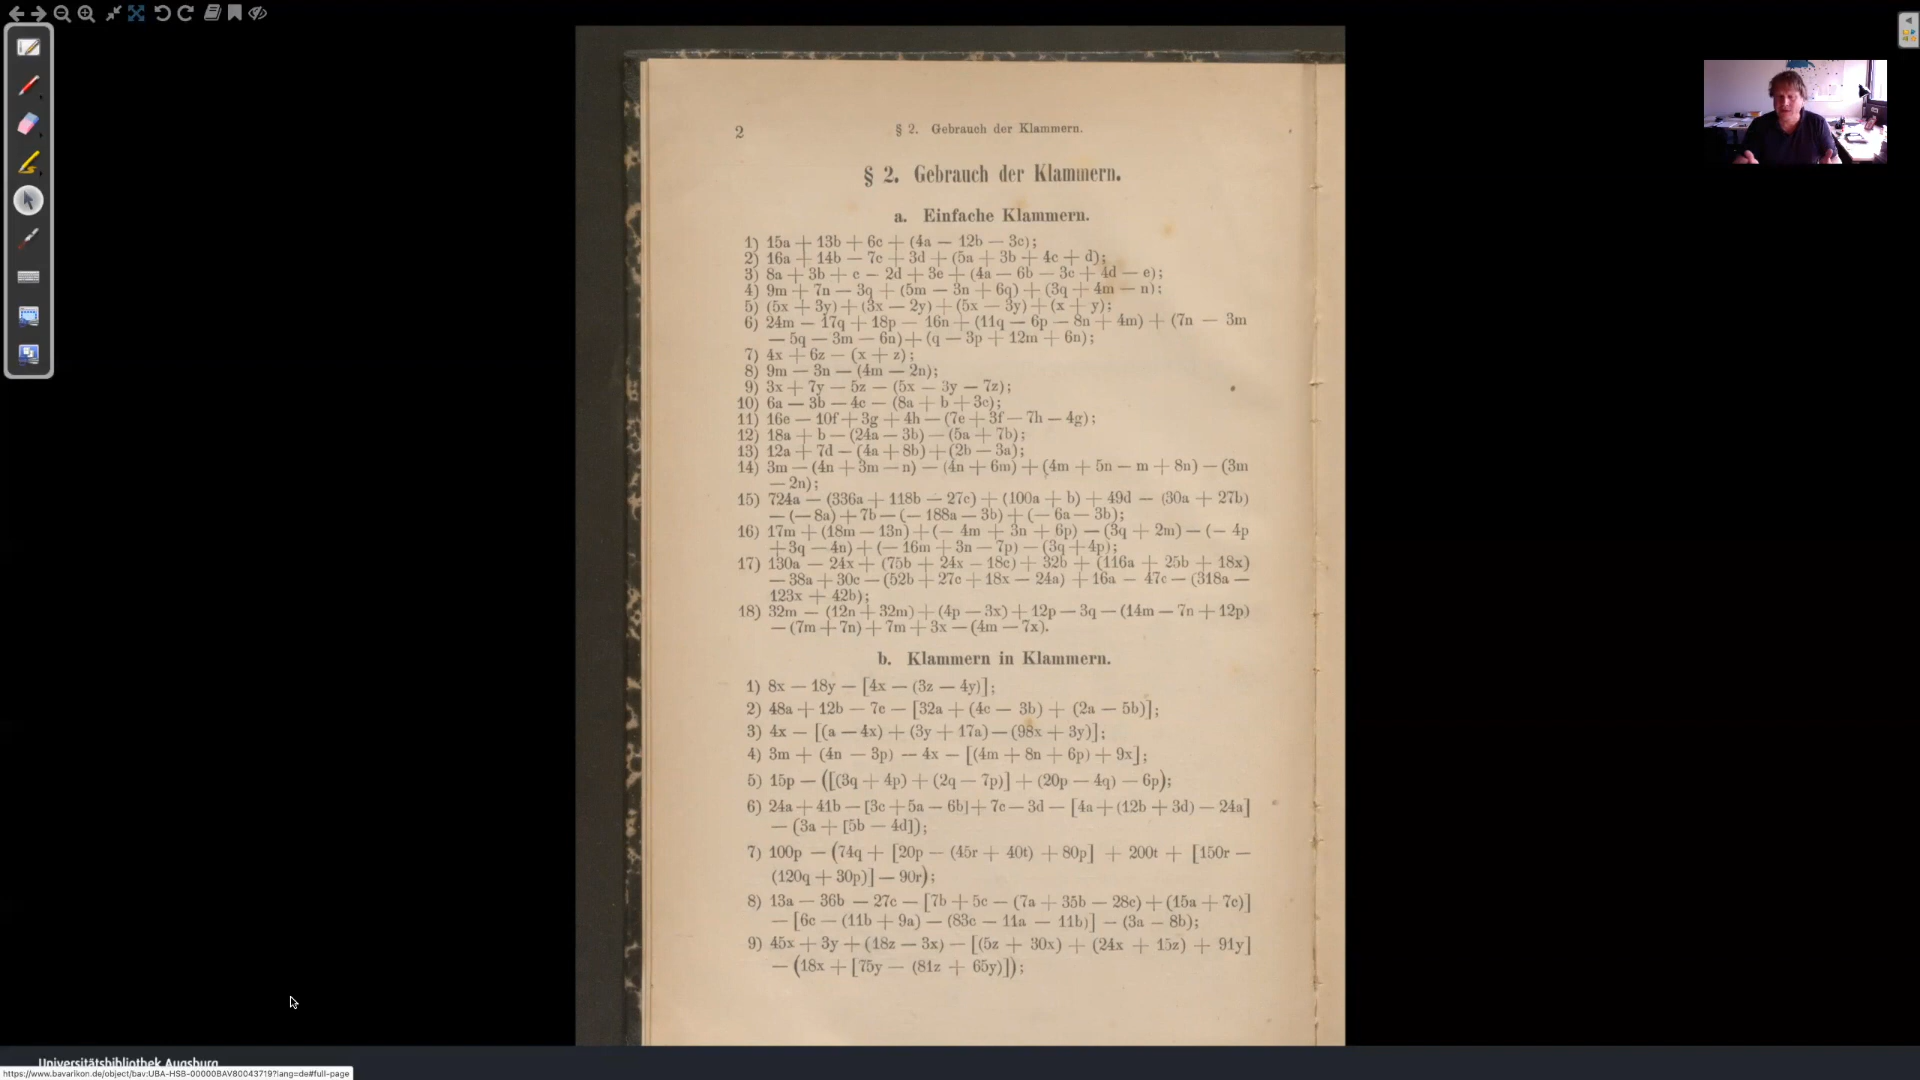 2
§ 2. Gebrauch der Klammern.
§ 2. Gebrauch der Klammern.
a. Einfache Klammern.
1) 15a + 13b + 6c + (4a — 12b — 3c);
2) 16a + 14b — 7c + 3d + (5a + 3b + 4c + d);
3) 8a + 3b + c — 2d + 3e + (4a — 6b — 3c + 4d — e);
4) 9m + 7n — 3q + (5m — 3n + 6q) + (3q + 4m — n);
5) (5x + 3y) + (3x — 2y) + (5x — 3y) + (x + y);
6) 24m — 17q + 18p — 16n + (11q — 6p — 8n + 4m) + (7n — 3m
— 5q — 3m — 6n) + (q — 3p + 12m + 6n);
7) 4x + 6z — (x + z);
8) 9m — 3n — (4m — 2n);
9) 3x + 7y — 5z — (5x — 3y — 7z);
10) 6a — 3b — 4c — (8a + b + 3c);
11) 16e — 10f + 3g + 4h — (7e + 3f — 7h — 4g);
12) 18a + b — (24a — 3b) — (5a + 7b);
13) 12a + 7d — (4a + 8b) + (2b — 3a);
14) 3m — (4n + 3m — n) — (4n + 6m) + (4m + 5n — m + 8n) — (3m
— 2n);
15) 724a — (336a + 118b — 27c) + (100a + b) + 49d — (30a + 27b)
— (— 8a) + 7b — (— 188a — 3b) + (— 6a — 3b);
16) 17m + (18m — 13n) + (— 4m + 3n + 6p) — (3q + 2m) — (— 4p
+ 3q — 4n) + (— 16m + 3n — 7p) — (3q + 4p);
17) 130a — 24x + (75b + 24x — 18c) + 32b + (116a + 25b + 18x)
— 38a + 30c — (52b + 27c + 18x — 24a) + 16a — 47c — (318a —
123x + 42b);
18) 32m — (12n + 32m) + (4p — 3x) + 12p — 3q — (14m — 7n + 12p)
— (7m + 7n) + 7m + 3x — (4m — 7x).
b. Klammern in Klammern.
1) 8x — 18y — [4x — (3z — 4y)];
2) 48a + 12b — 7c — [32a + (4c — 3b) + (2a — 5b)];
3) 4x — [(a — 4x) + (3y + 17a) — (98x + 3y)];
4) 3m + (4n — 3p) — 4x — [(4m + 8n + 6p) + 9x];
5) 15p — ([(3q + 4p) + (2q — 7p)] + (20p — 4q) — 6p);
6) 24a + 41b — [3c + 5a — 6b] + 7c — 3d — [4a + (12b + 3d) — 24a]
— (3a + [5b — 4d]);
7) 100p — (74q + [20p — (45r + 40t) + 80p] + 200t + [150r —
(120q + 30p)] — 90r);
8) 13a — 36b — 27c — [7b + 5c — (7a + 35b — 28c) + (15a + 7c)]
— [6c — (11b + 9a) — (83c — 11a — 11b)] — (3a — 8b);
9) 45x + 3y + (18z — 3x) — [(5z + 30x) + (24x + 15z) + 91y]
— (18x + [75y — (81z + 65y)]);
Universitätsbibliothek Augsburg
https://www.bavarikon.de/object/bav:UBA-HSB-00000BAV80043719?lang=de#full-page